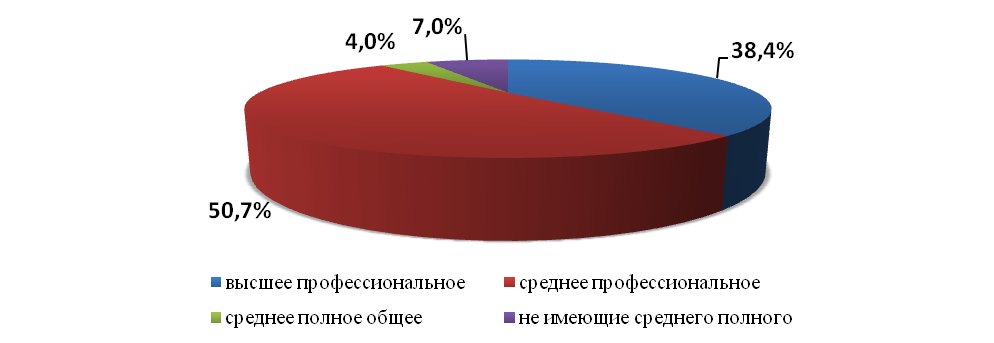 7,0%
4,0%
38,4%
50,7%
высшее профессиональное
среднее профессиональное
среднее полное общее
не имеющие среднего полного